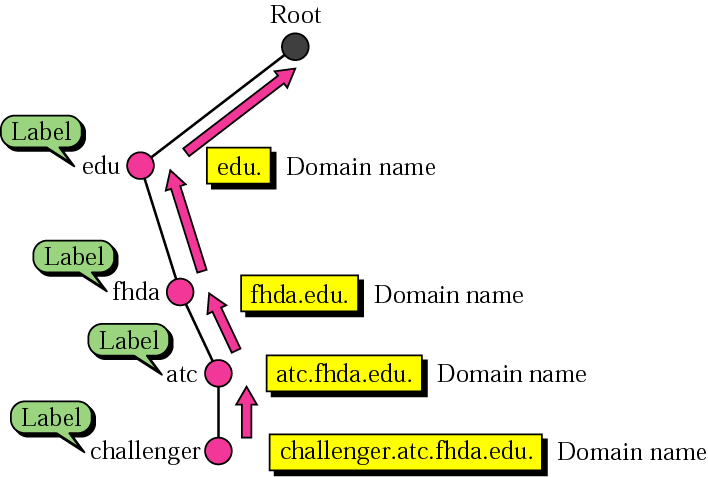 Root
Label
edu
edu.
Domain name
Label
fhda
fhda.edu.
Domain name
Label
atc
atc.fhda.edu.
Domain name
Label
challenger
challenger.atc.fhda.edu.
Domain name